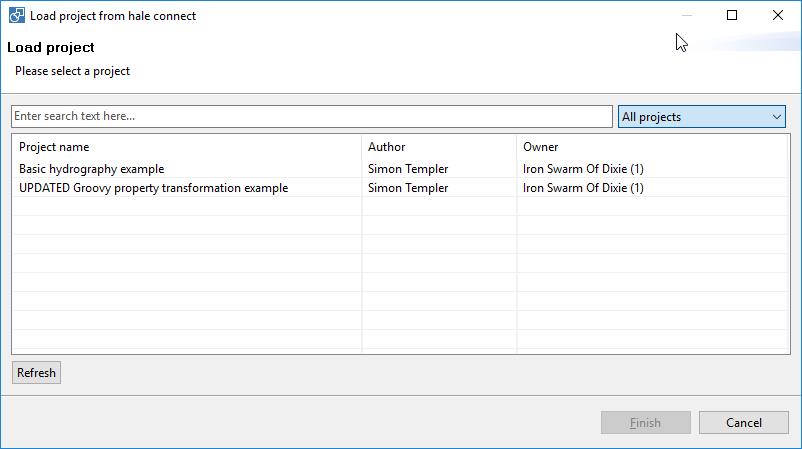 Load project from hale connect
Load project
Please select a project
Enter search text here...
All projects
Project name Author Owner
Basic hydrography example Simon Templer Iron Swarm Of Dixie (1)
UPDATED Groovy property transformation example Simon Templer Iron Swarm Of Dixie (1)
Refresh
Finish Cancel